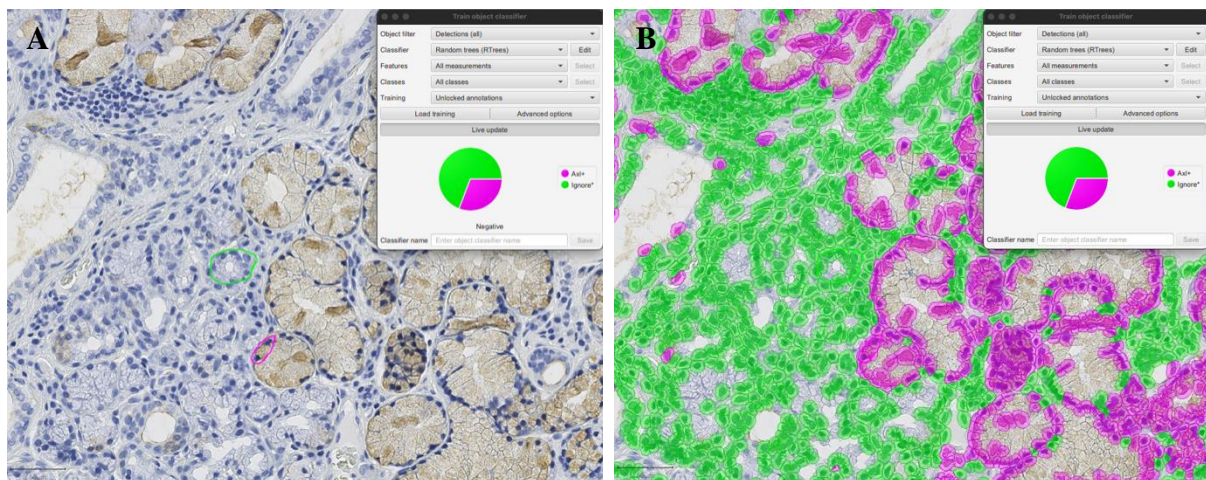 A
Train object classifier
Object filter Detections (all)
Classifier Random trees (RTrees) Edit
Features All measurements Select
Classes All classes Select
Training Unlocked annotations
Load training Advanced options
Live update
Axl+
Ignore*
Negative
Classifier name Enter object classifier name Save
B
Train object classifier
Object filter Detections (all)
Classifier Random trees (RTrees) Edit
Features All measurements Select
Classes All classes Select
Training Unlocked annotations
Load training Advanced options
Live update
Axl+
Ignore*
Classifier name Enter object classifier name Save